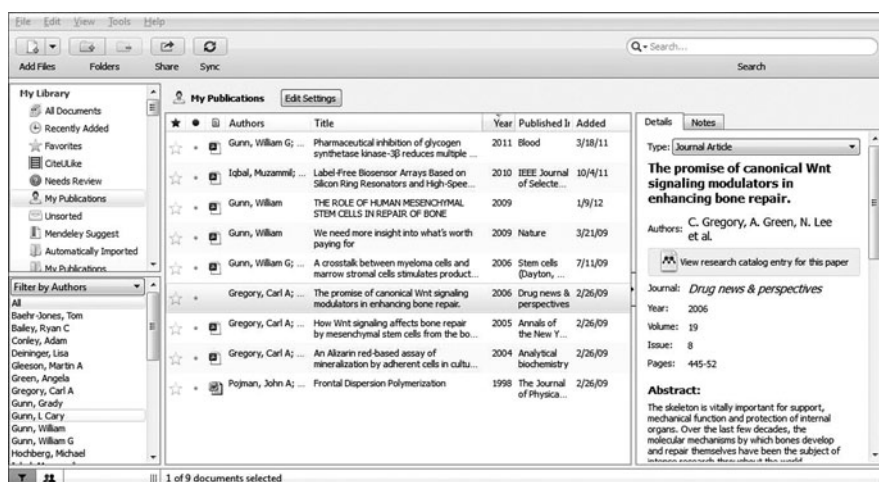 File Edit View Tools Help
Add Files Folders Share Sync
Search...
Search
My Library
All Documents
Recently Added
Favorites
CiteULike
Needs Review
My Publications
Unsorted
Mendeley Suggest
Automatically Imported
My Publications
Filter by Authors
All
Baehr-Jones, Tom
Bailey, Ryan C
Conley, Adam
Deininger, Lisa
Gleeson, Martin A
Green, Angela
Gregory, Carl A
Gunn, Grady
Gunn, L Cary
Gunn, William
Gunn, William G
Hochberg, Michael
My Publications Edit Settings
Authors Title Year Published Ir Added
Gunn, William G; ... Pharmaceutical inhibition of glycogen 2011 Blood 3/18/11
synthetase kinase-3β reduces multiple ...
Iqbal, Muzammil; ... Label-Free Biosensor Arrays Based on 2010 IEEE Journal 10/4/11
Silicon Ring Resonators and High-Spee... of Selecte...
Gunn, William THE ROLE OF HUMAN MESENCHYMAL 2009 1/9/12
STEM CELLS IN REPAIR OF BONE
Gunn, William We need more insight into what's worth 2009 Nature 3/21/09
paying for
Gunn, William G; ... A crosstalk between myeloma cells and 2006 Stem cells 7/11/09
marrow stromal cells stimulates product... (Dayton, ...
Gregory, Carl A; ... The promise of canonical Wnt signaling 2006 Drug news & 2/26/09
modulators in enhancing bone repair. perspectives
Gregory, Carl A; ... How Wnt signaling affects bone repair 2005 Annals of 2/26/09
by mesenchymal stem cells from the bo... the New Y...
Gregory, Carl A; ... An Alizarin red-based assay of 2004 Analytical 2/26/09
mineralization by adherent cells in cultu... biochemistry
Pojman, John A; ... Frontal Dispersion Polymerization 1998 The Journal 2/26/09
of Physica...
Details Notes
Type: Journal Article
The promise of canonical Wnt
signaling modulators in
enhancing bone repair.
Authors: C. Gregory, A. Green, N. Lee
et al.
View research catalog entry for this paper
Journal: Drug news & perspectives
Year: 2006
Volume: 19
Issue: 8
Pages: 445-52
Abstract:
The skeleton is vitally important for support,
mechanical function and protection of internal
organs. Over the last few decades, the
molecular mechanisms by which bones develop
and repair themselves have been the subject of
intense research throughout the world.
1 of 9 documents selected